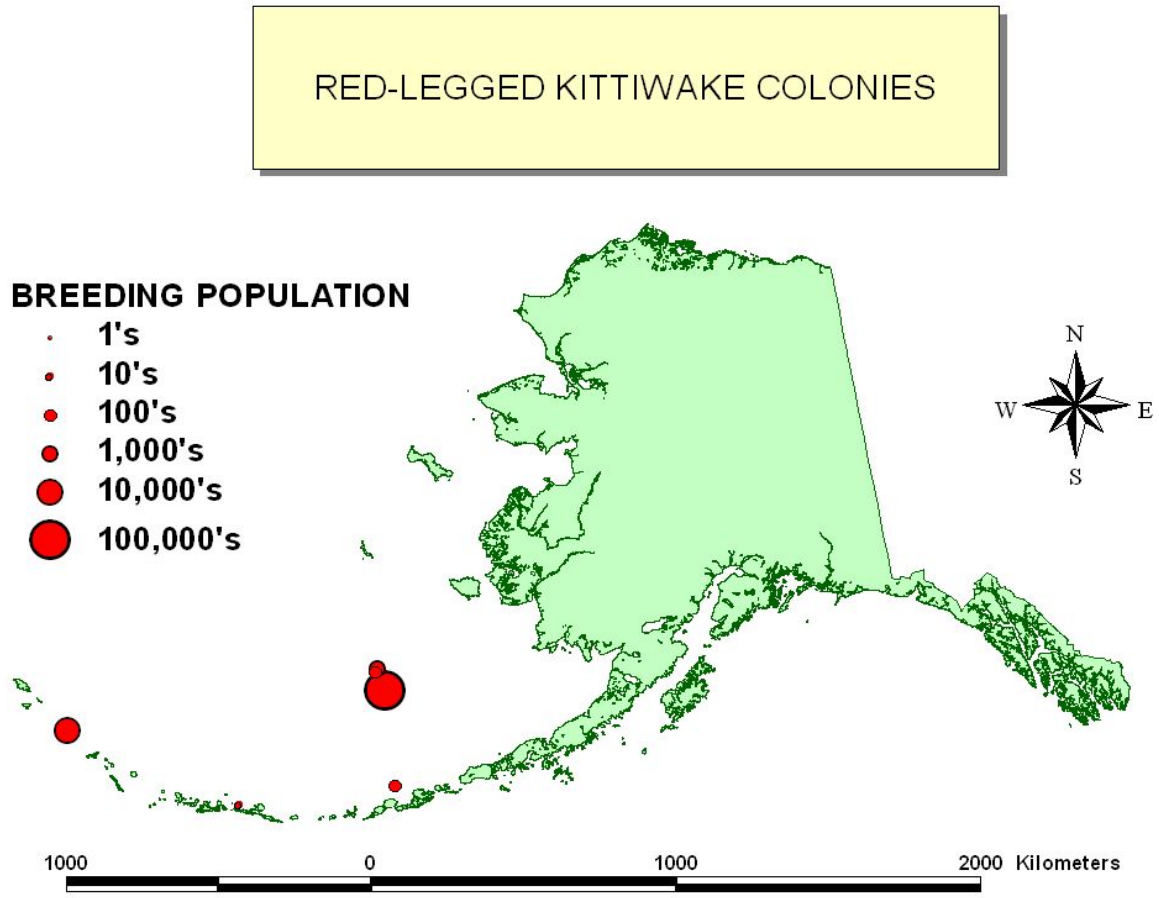 RED-LEGGED KITTIWAKE COLONIES
BREEDING POPULATION
1's
10's
100's
1,000's
10,000's
100,000's
N
W E
S
1000 0 1000 2000 Kilometers